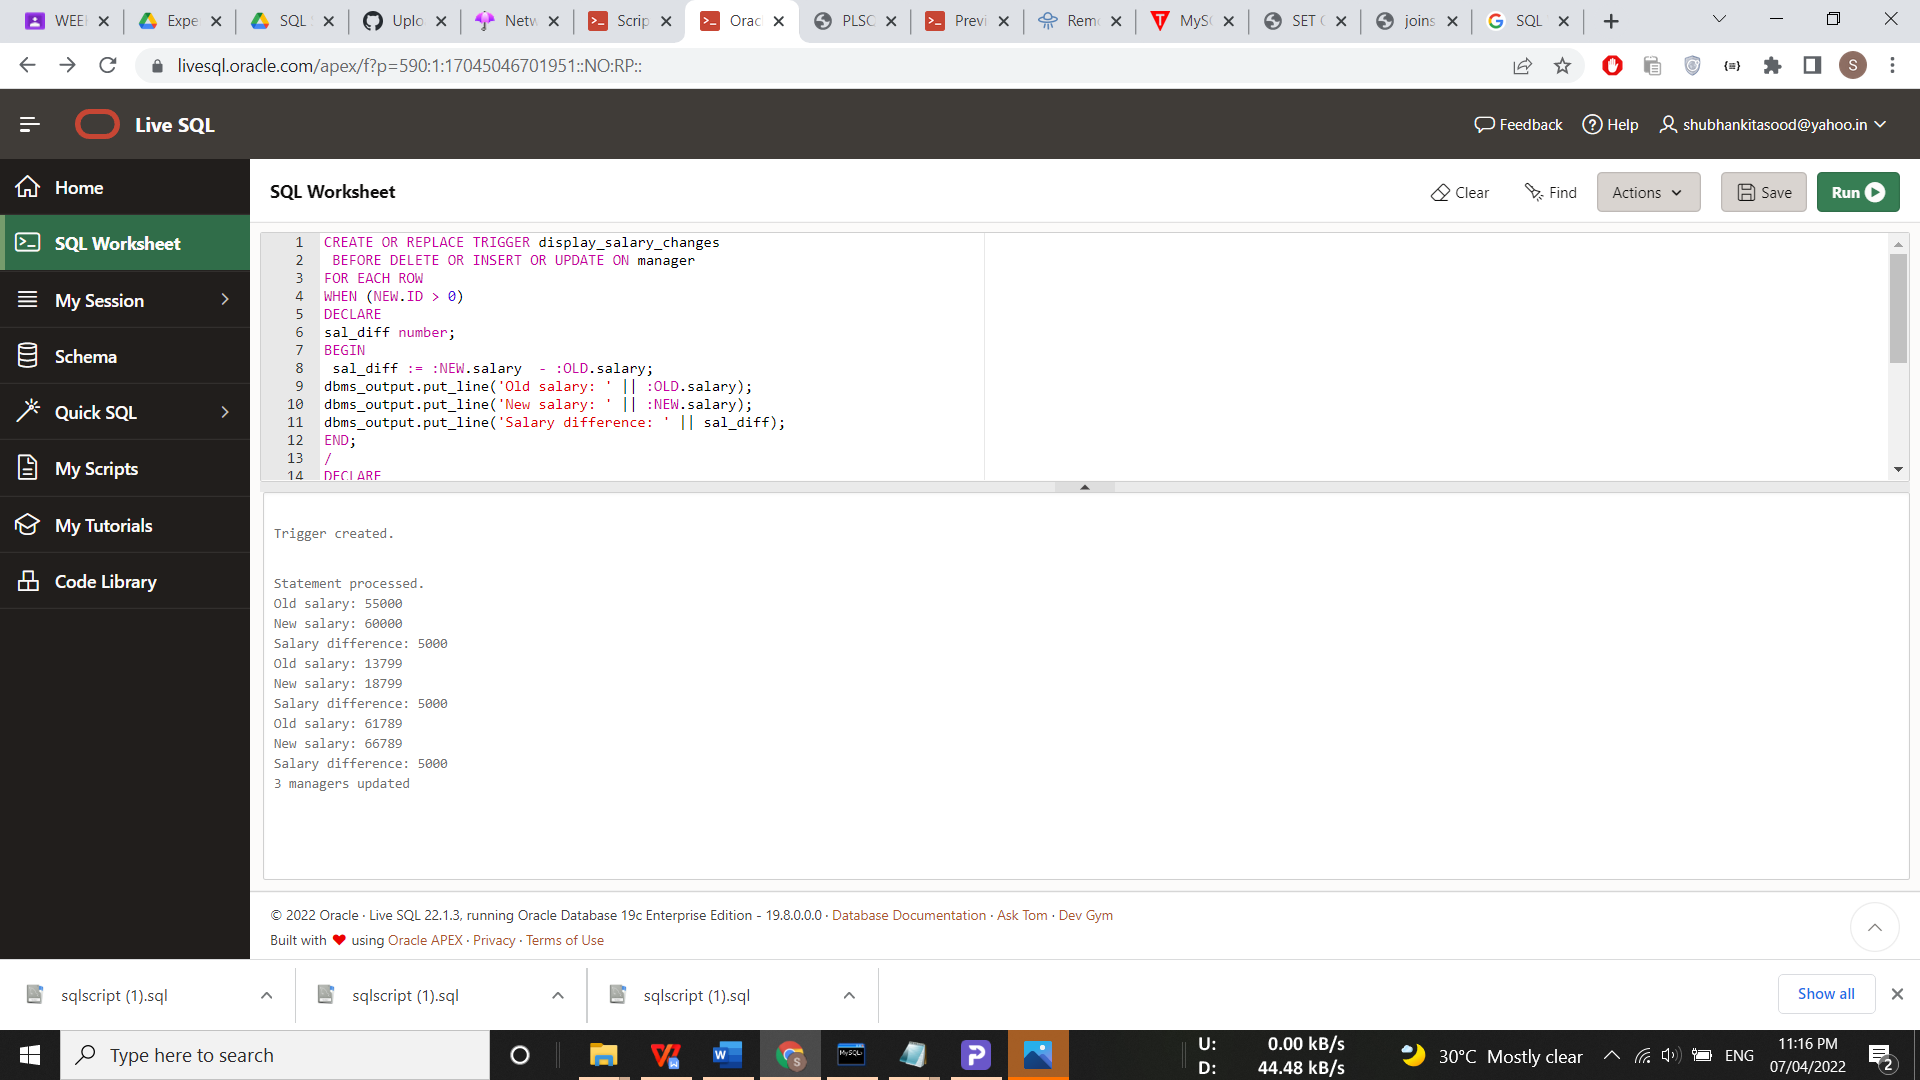 WEE
Expe
SQL
Uplo
Netw
Scrip
Orac
PLSC
Previ
Rem
MyS
SET
joins
SQL
livesql.oracle.com/apex/f?p=590:1:17045046701951::NO:RP::
S
Live SQL
Feedback
Help
shubhankitasood@yahoo.in
Home
SQL Worksheet
My Session
Schema
Quick SQL
My Scripts
My Tutorials
Code Library
SQL Worksheet
Clear
Find
Actions
Save
Run
1 CREATE OR REPLACE TRIGGER display_salary_changes
2 BEFORE DELETE OR INSERT OR UPDATE ON manager
3 FOR EACH ROW
4 WHEN (NEW.ID > 0)
5 DECLARE
6 sal_diff number;
7 BEGIN
8 sal_diff := :NEW.salary  - :OLD.salary;
9 dbms_output.put_line('Old salary: ' || :OLD.salary);
10 dbms_output.put_line('New salary: ' || :NEW.salary);
11 dbms_output.put_line('Salary difference: ' || sal_diff);
12 END;
13 /
14 DECLARE
Trigger created.
Statement processed.
Old salary: 55000
New salary: 60000
Salary difference: 5000
Old salary: 13799
New salary: 18799
Salary difference: 5000
Old salary: 61789
New salary: 66789
Salary difference: 5000
3 managers updated
© 2022 Oracle · Live SQL 22.1.3, running Oracle Database 19c Enterprise Edition - 19.8.0.0.0 · Database Documentation · Ask Tom · Dev Gym
Built with ❤ using Oracle APEX · Privacy · Terms of Use
sqlscript (1).sql
sqlscript (1).sql
sqlscript (1).sql
Show all
Type here to search
U: 0.00 kB/s
D: 44.48 kB/s
30°C Mostly clear
ENG
11:16 PM
07/04/2022
2